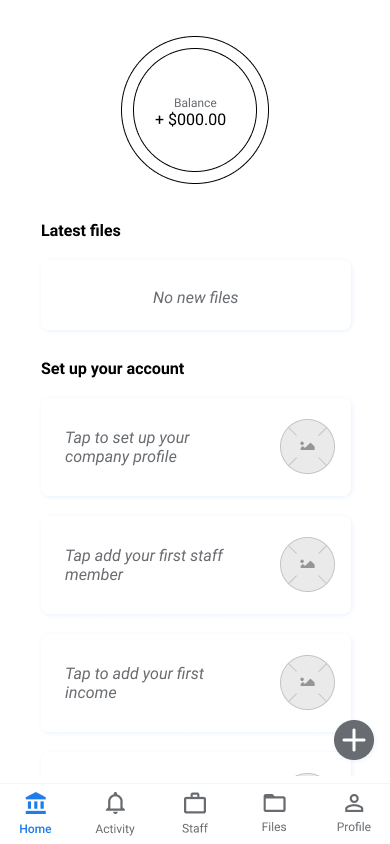 Balance
+ $000.00
Latest files
No new files
Set up your account
Tap to set up your
company profile
Tap add your first staff
member
Tap to add your first
income
Home
Activity
Staff
Files
Profile